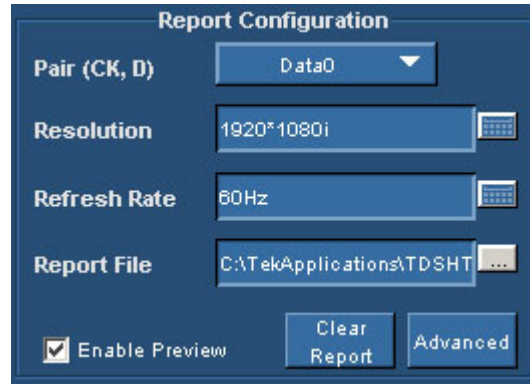 Report Configuration
Pair (CK, D) Data0
Resolution 1920*1080i
Refresh Rate 60Hz
Report File C:\TekApplications\TDSHT ...
Enable Preview Clear Report Advanced